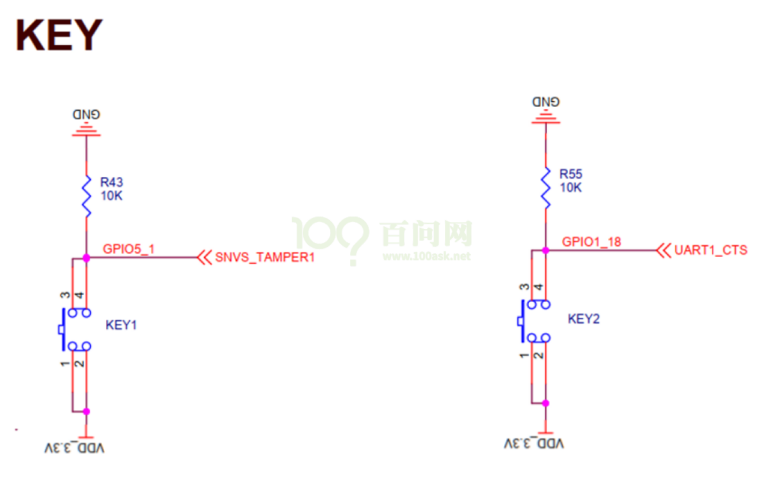 KEY
GND
GND
R43
10K
R55
10K
GPIO5_1
SNVS_TAMPER1
GPIO1_18
UART1_CTS
100?
百问网
www.100ask.net
3
4
KEY1
1
2
3
4
KEY2
1
2
VDD_3.3V
VDD_3.3V